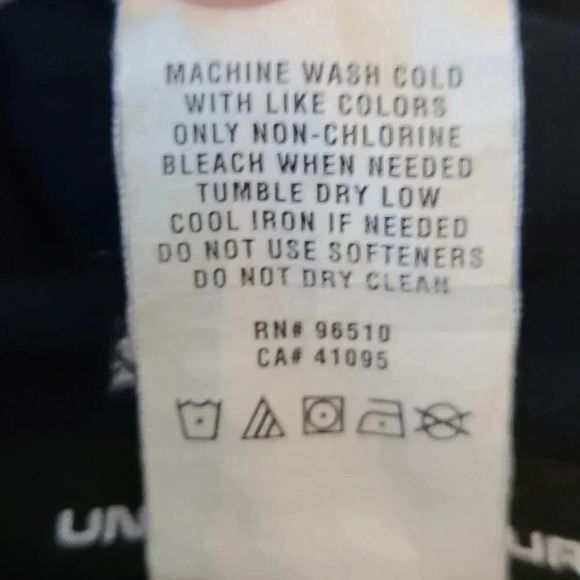 MACHINE WASH COLD
WITH LIKE COLORS
ONLY NON-CHLORINE
BLEACH WHEN NEEDED
TUMBLE DRY LOW
COOL IRON IF NEEDED
DO NOT USE SOFTENERS
DO NOT DRY CLEAN
RN# 96510
CA# 41095
UN UR